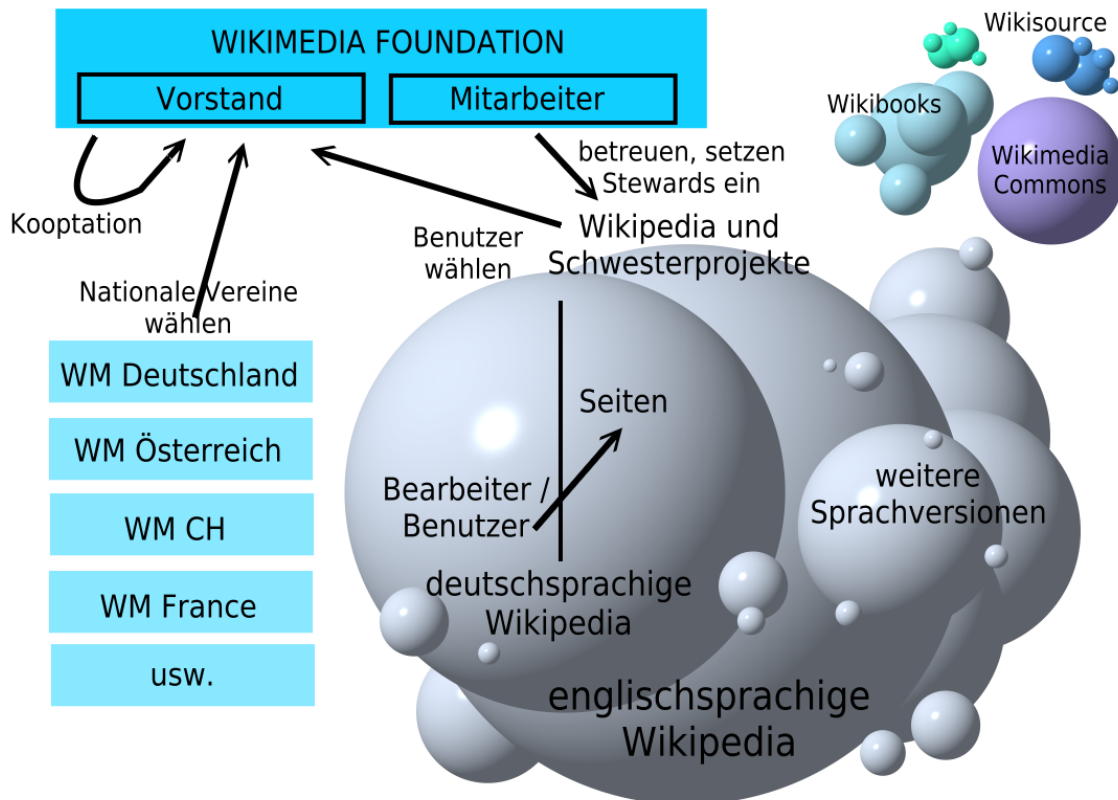 WIKIMEDIA FOUNDATION
Vorstand
Mitarbeiter
Wikisource
Wikibooks
Wikimedia
Commons
betreuen, setzen
Stewards ein
Kooptation
Benutzer
wählen
Wikipedia und
Schwesterprojekte
Nationale Vereine
wählen
WM Deutschland
WM Österreich
WM CH
WM France
usw.
Seiten
Bearbeiter /
Benutzer
weitere
Sprachversionen
deutschsprachige
Wikipedia
englischsprachige
Wikipedia